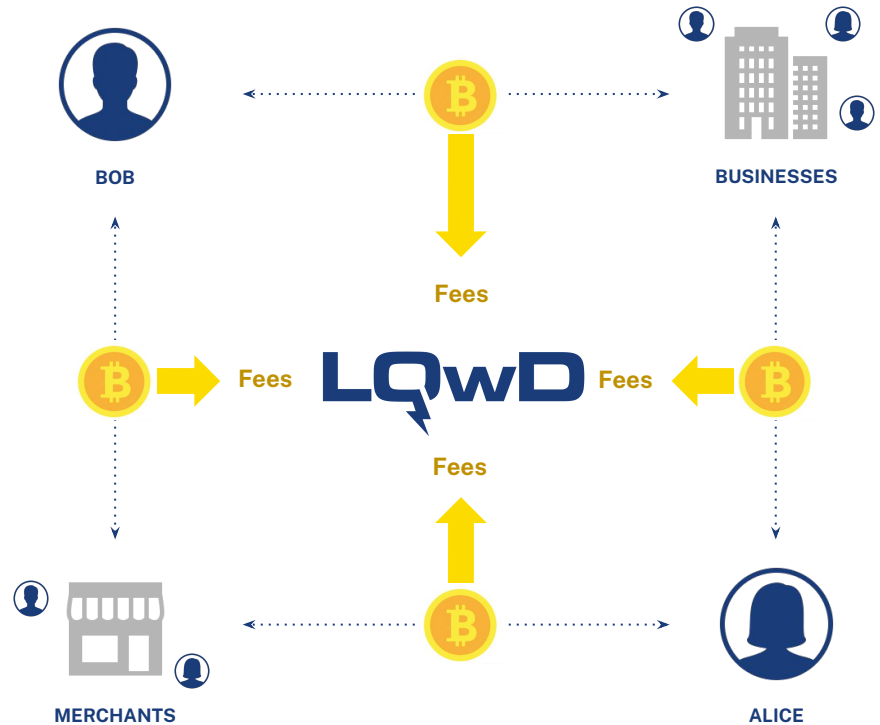 BOB
BUSINESSES
Fees
Fees
LQwD
Fees
Fees
MERCHANTS
ALICE